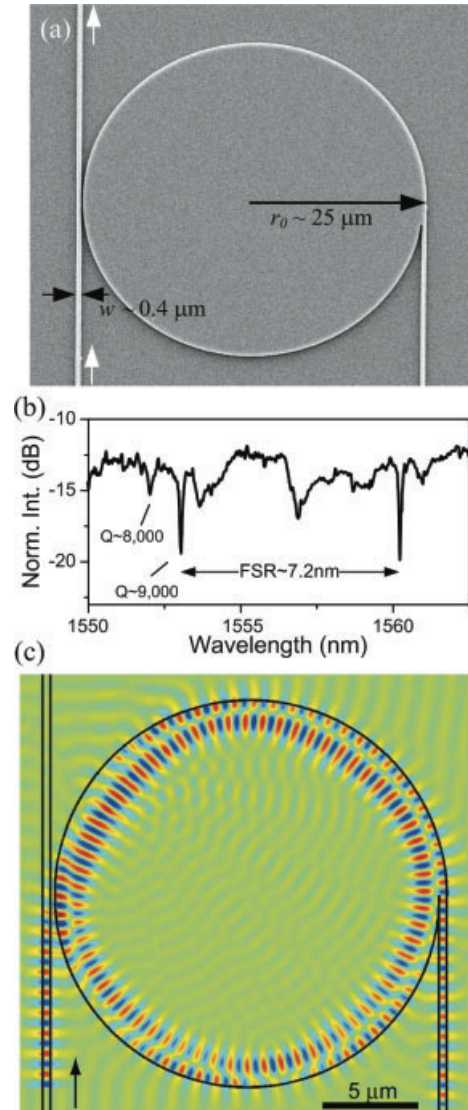 (a)
r₀ ~ 25 μm
w ~ 0.4 μm
(b)
-10
-15
-20
Norm. Int. (dB)
Q~8,000
Q~9,000
FSR~7.2nm
1550
1555
1560
Wavelength (nm)
(c)
5 μm